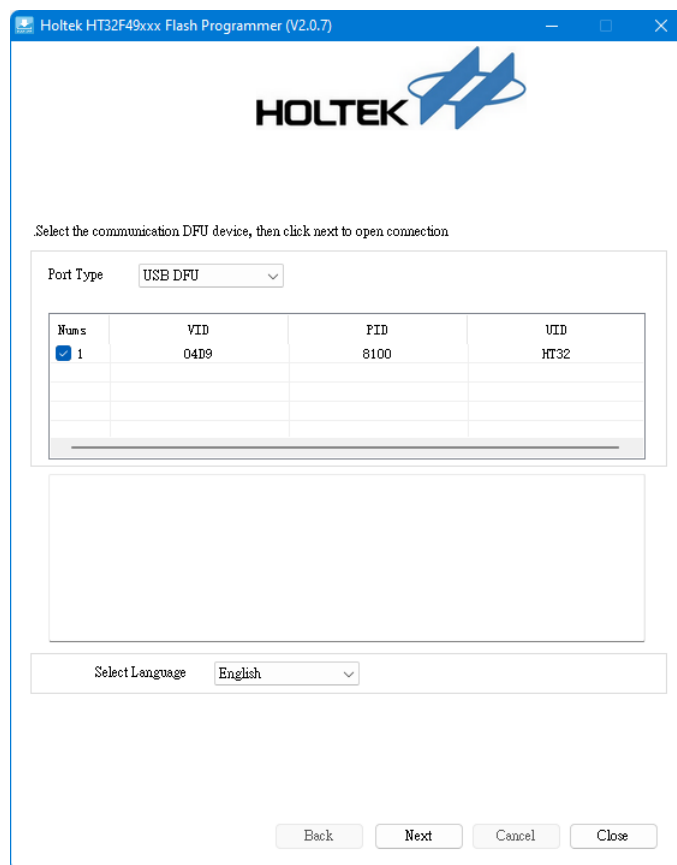 Holtek HT32F49xxx Flash Programmer (V2.0.7)
HOLTEK
.Select the communication DFU device, then click next to open connection
Port Type USB DFU
Nums VID PID UID
1 04D9 8100 HT32
Select Language English
Back Next Cancel Close